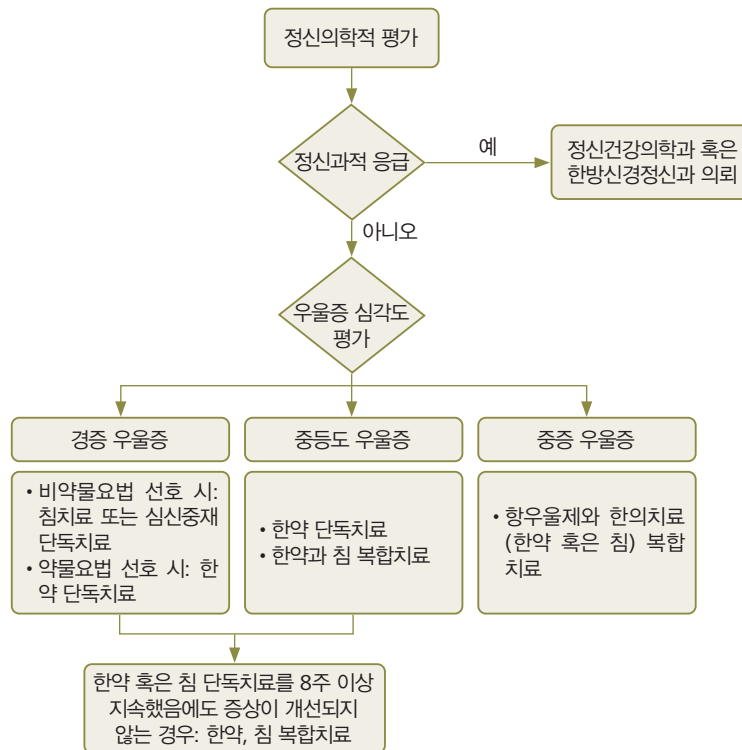 정신의학적 평가
정신과적 응급
예
정신건강의학과 혹은
한방신경정신과 의뢰
아니오
우울증 심각도
평가
경증 우울증
중등도 우울증
중증 우울증
• 비약물요법 선호 시:
침치료 또는 심신중재
단독치료
• 약물요법 선호 시: 한
약 단독치료
• 한약 단독치료
• 한약과 침 복합치료
• 항우울제와 한의치료
(한약 혹은 침) 복합
치료
한약 혹은 침 단독치료를 8주 이상
지속했음에도 증상이 개선되지
않는 경우: 한약, 침 복합치료